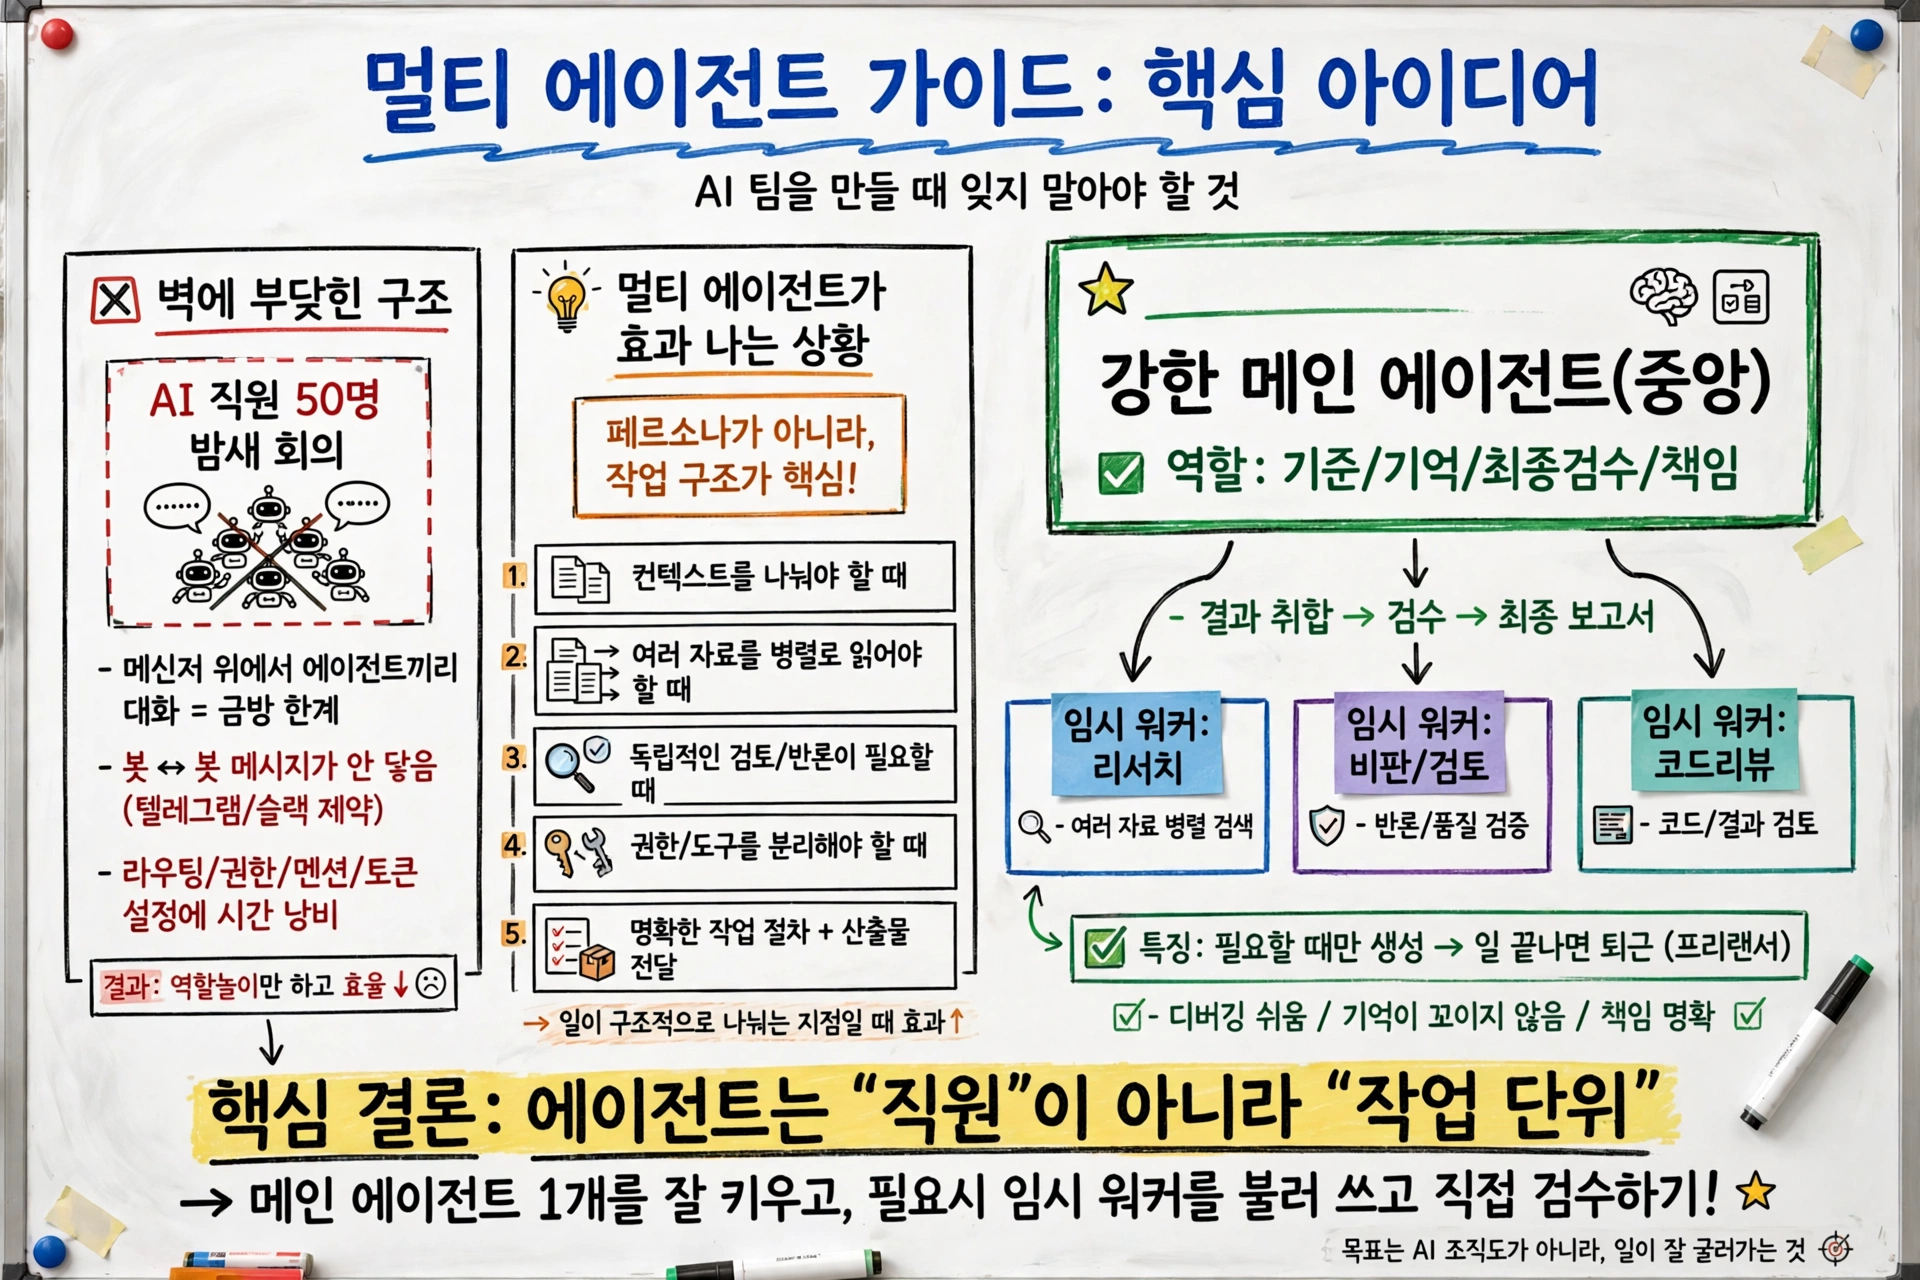 멀티 에이전트 가이드: 핵심 아이디어
AI 팀을 만들 때 잊지 말아야 할 것
벽에 부닺힌 구조
AI 직원 50명
밤새 회의
- 메신저 위에서 에이전트끼리
대화 = 금방 한계
- 봇 ↔ 봇 메시지가 안 닿음
(텔레그램/슬랙 제약)
- 라우팅/권한/멘션/토큰
설정에 시간 낭비
결과: 역할놀이만 하고 효율↓
멀티 에이전트가
효과 나는 상황
페르소나가 아니라,
작업 구조가 핵심!
1. 컨텍스트를 나눠야 할 때
2. 여러 자료를 병렬로 읽어야
할 때
3. 독립적인 검토/반론이 필요할
때
4. 권한/도구를 분리해야 할 때
5. 명확한 작업 절차 + 산출물
전달
→ 일이 구조적으로 나눠는 지점일 때 효과↑
강한 메인 에이전트(중앙)
역할: 기준/기억/최종검수/책임
- 결과 취합 → 검수 → 최종 보고서
임시 워커:
리서치
- 여러 자료 병렬 검색
임시 워커:
비판/검토
- 반론/품질 검증
임시 워커:
코드리뷰
- 코드/결과 검토
특징: 필요할 때만 생성 → 일 끝나면 퇴근 (프리랜서)
- 디버깅 쉬움 / 기억이 꼬이지 않음 / 책임 명확
핵심 결론: 에이전트는 “직원”이 아니라 “작업 단위”
→ 메인 에이전트 1개를 잘 키우고, 필요시 임시 워커를 불러 쓰고 직접 검수하기!
목표는 AI 조직도가 아니라, 일이 잘 굴러가는 것